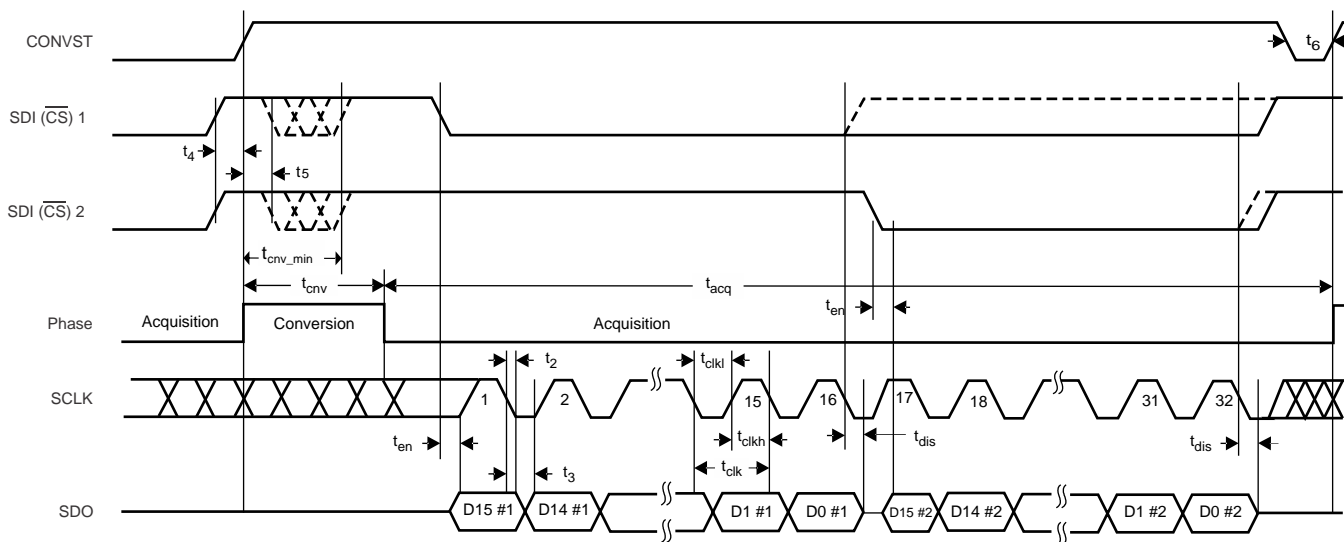 CONVST
t6
SDI (CS) 1
t4
t5
SDI (CS) 2
tcnv_min
tcnv
tacq
ten
Phase
Acquisition
Conversion
Acquisition
t2
tclkl
SCLK
1
2
15
16
17
18
31
32
ten
tclkh
tdis
tdis
t3
tclk
SDO
D15 #1
D14 #1
D1 #1
D0 #1
D15 #2
D14 #2
D1 #2
D0 #2